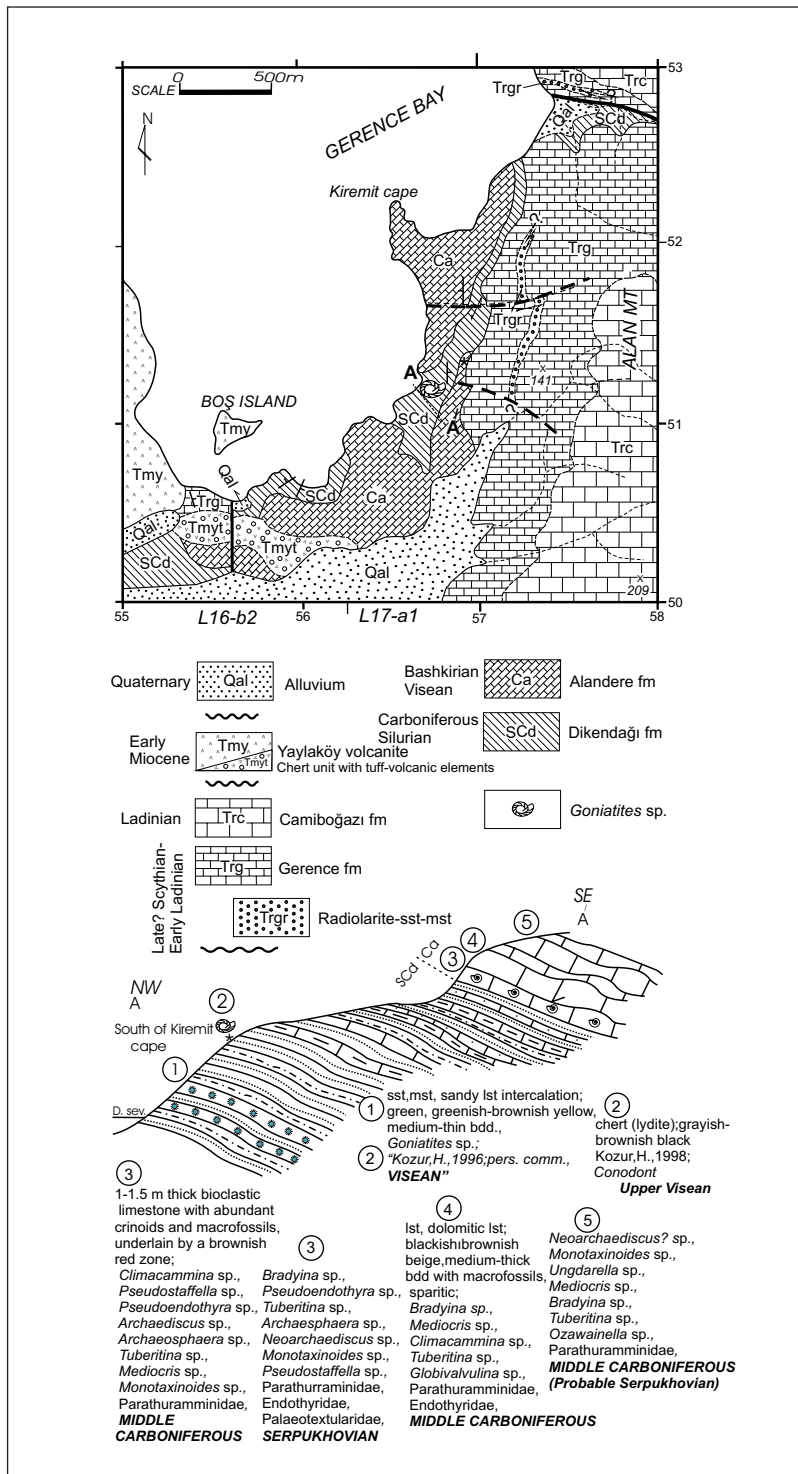 0 500m
SCALE
N
GERENCE BAY
Kiremit cape
Trgr
Trg
Trc
53
Qal
SCd
52
Ca
Trg
?
Trgr
ALAN MT
A
141
BOS ISLAND
Tmy
SCd
?
A
51
Trc
Tmy
Qal
Trg
SCd
Ca
Qal
Tmyt
Tmyt
SCd
Qal
209
50
55 56 57 58
L16-b2 L17-a1
Quaternary Qal Alluvium
Early
Miocene
Tmy
Tmyt
Yaylaköy volcanite
Chert unit with tuff-volcanic elements
Ladinian Trc Camiboğazı fm
Late? Scythian-
Early Ladinian
Trg Gerence fm
Trgr Radiolarite-sst-mst
Bashkirian
Visean
Ca Alandere fm
Carboniferous
Silurian
SCd Dikendağı fm
Goniatites sp.
SE
A
5
4
3
SCd Ca
NW
A
2
South of Kiremit
cape
1
D. sev.
1
sst,mst, sandy lst intercalation;
green, greenish-brownish yellow,
medium-thin bdd.,
Goniatites sp.;
2
"Kozur,H.,1996;pers. comm.,
VISEAN"
2
chert (lydite);grayish-
brownish black
Kozur,H.,1998;
Conodont
Upper Visean
3
1-1.5 m thick bioclastic
limestone with abundant
crinoids and macrofossils,
underlain by a brownish
red zone;
Climacammina sp.,
Pseudostaffella sp.,
Pseudoendothyra sp.,
Archaediscus sp.,
Archaeosphaera sp.,
Tuberitina sp.,
Mediocris sp.,
Monotaxinoides sp.,
Parathuramminidae,
MIDDLE
CARBONIFEROUS
3
Bradyina sp.,
Pseudoendothyra sp.,
Tuberitina sp.,
Archaesphaera sp.,
Neoarchaediscus sp.,
Monotaxinoides sp.,
Pseudostaffella sp.,
Parathurraminidae,
Endothyridae,
Palaeotextularidae,
SERPUKHOVIAN
4
lst, dolomitic lst;
blackishıbrownish
beige,medium-thick
bdd with macrofossils,
sparitic;
Bradyina sp.,
Mediocris sp.,
Climacammina sp.,
Tuberitina sp.,
Globivalvulina sp.,
Parathuramminidae,
Endothyridae,
MIDDLE CARBONIFEROUS
5
Neoarchaediscus? sp.,
Monotaxinoides sp.,
Ungdarella sp.,
Mediocris sp.,
Bradyina sp.,
Tuberitina sp.,
Ozawainella sp.,
Parathuramminidae,
MIDDLE CARBONIFEROUS
(Probable Serpukhovian)